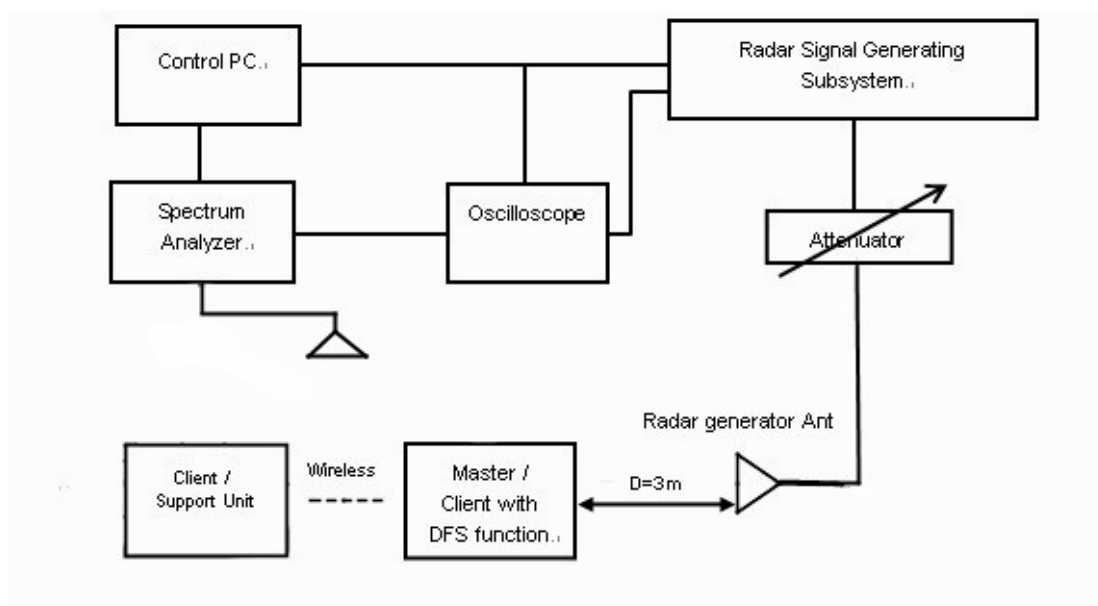 Control PC.
Radar Signal Generating
Subsystem.
Spectrum
Analyzer.
Oscilloscope
Attenuator
Radar generator Ant
Client /
Support Unit
Wireless
Master /
Client with
DFS function.
D=3m